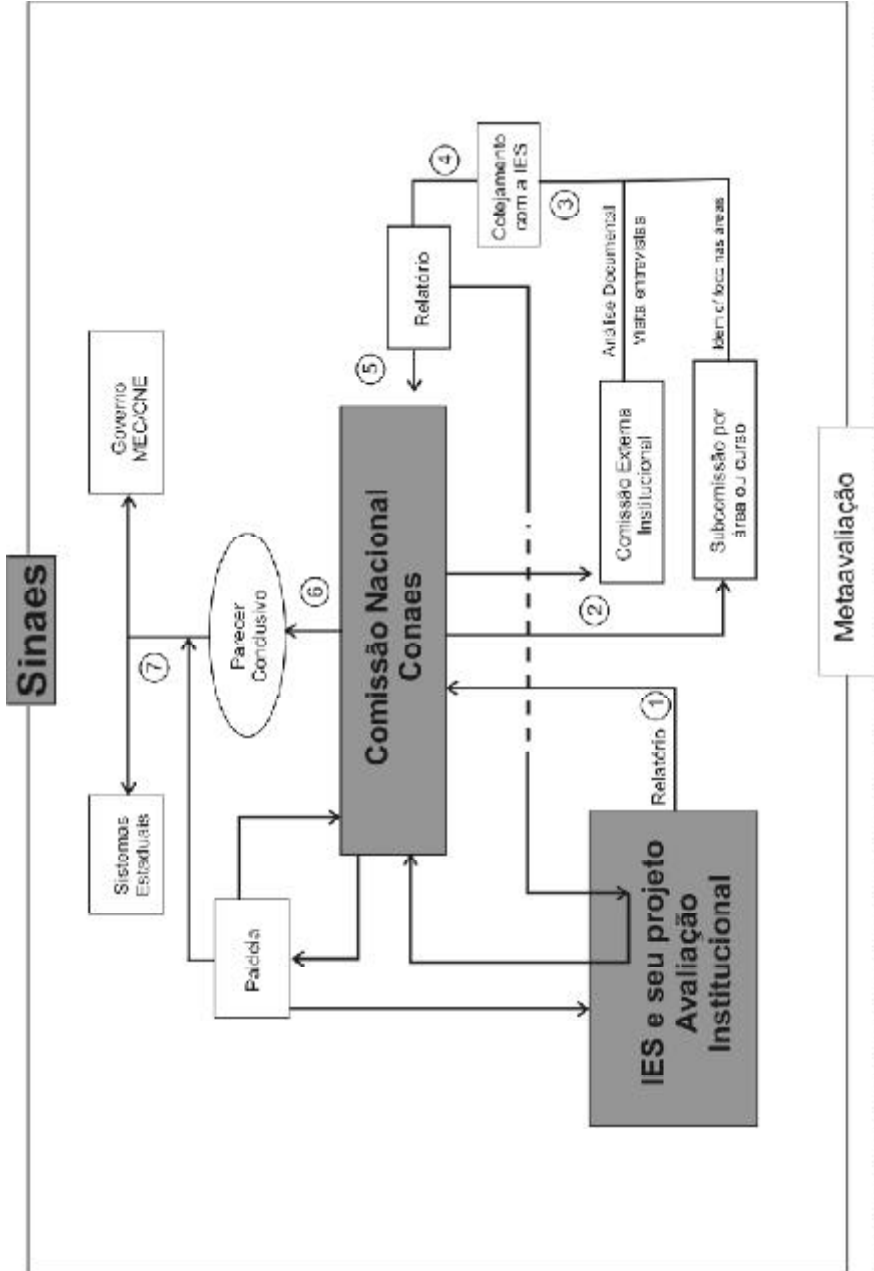 Sinaes
Sistemas
Estaduais
Governo
MEC/CNE
7
Parecer
Conclusivo
Paideia
6
Comissão Nacional
Conaes
5
Relatório
4
Cotejamento
com a IES
3
Análise Documental
Visita entrevistas
Idem c/ foco nas áreas
2
Comissão Externa
Institucional
Subcomissão por
área ou curso
Relatório
1
IES e seu projeto
Avaliação
Institucional
Metaavaliação